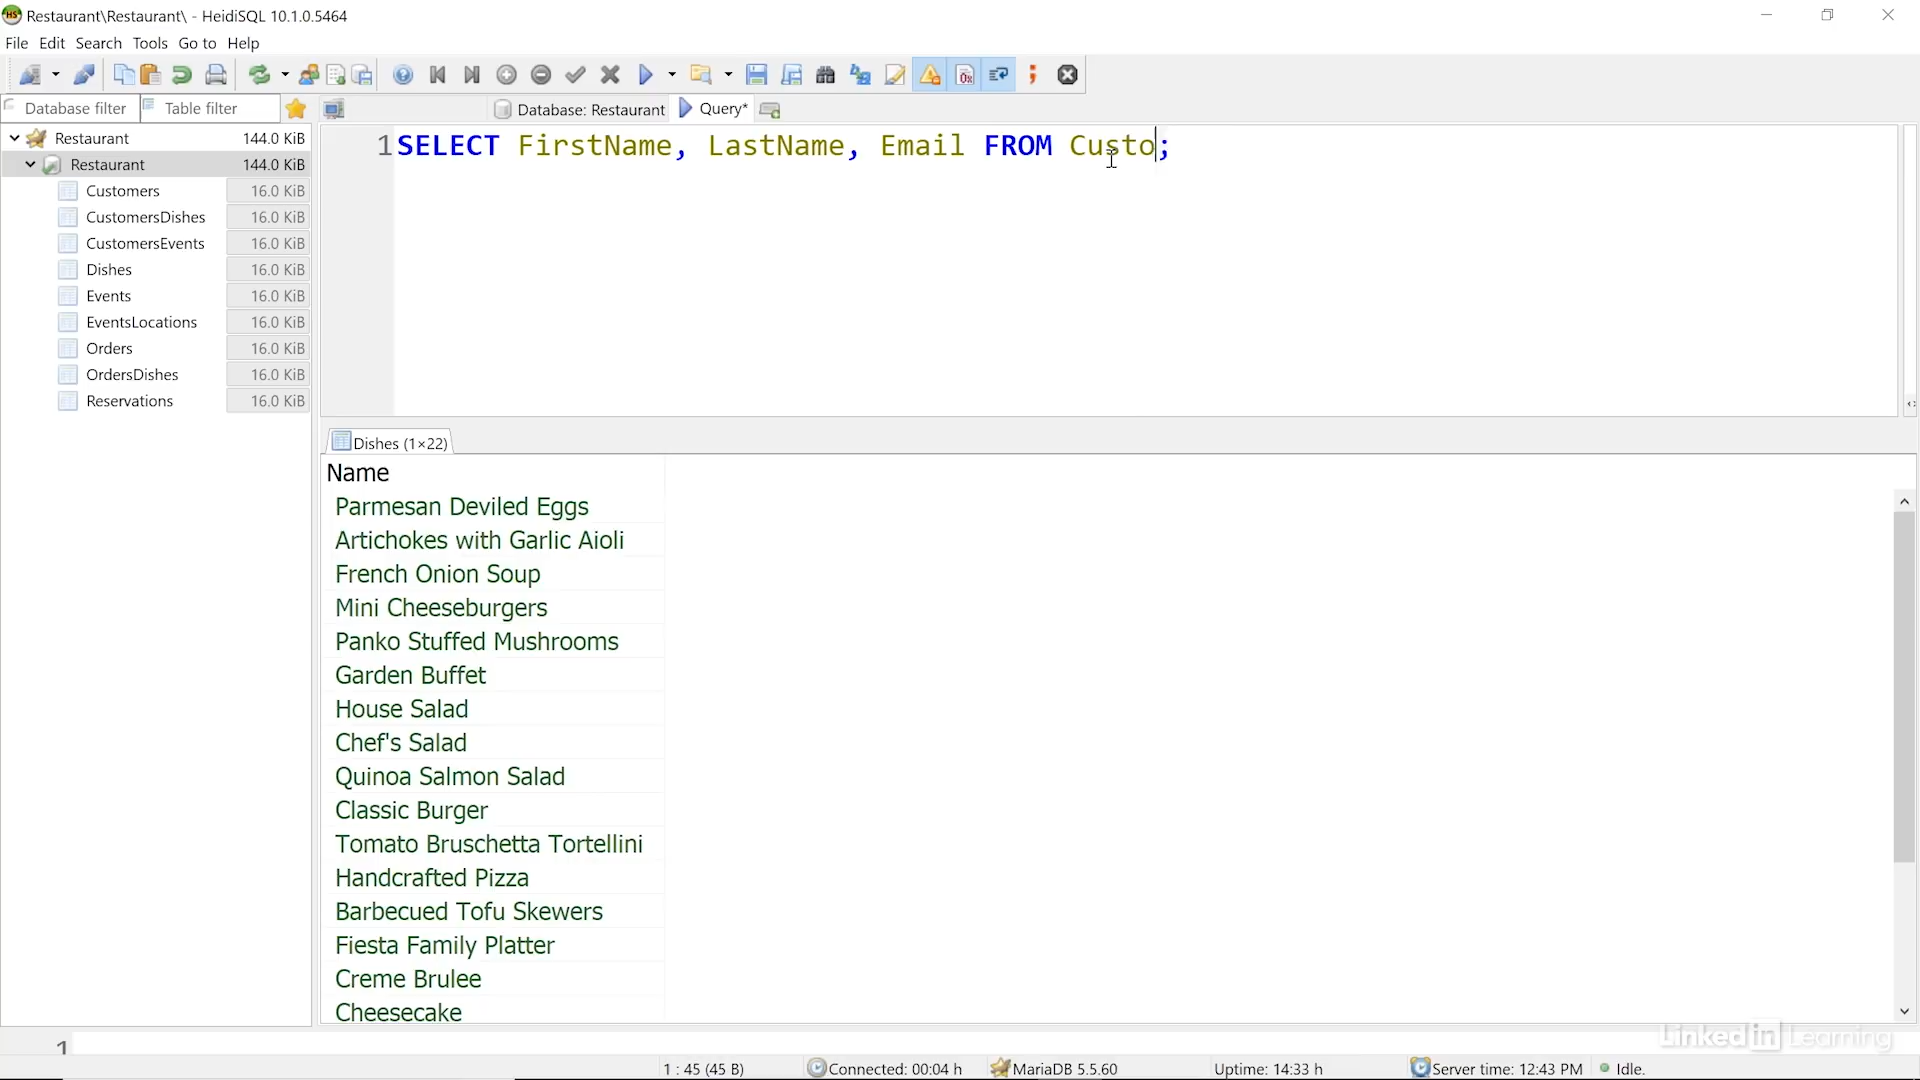 Restaurant\Restaurant\ - HeidiSQL 10.1.0.5464
File Edit Search Tools Go to Help
Database filter Table filter Database: Restaurant Query*
Restaurant 144.0 KiB
Restaurant 144.0 KiB
Customers 16.0 KiB
CustomersDishes 16.0 KiB
CustomersEvents 16.0 KiB
Dishes 16.0 KiB
Events 16.0 KiB
EventsLocations 16.0 KiB
Orders 16.0 KiB
OrdersDishes 16.0 KiB
Reservations 16.0 KiB
1 SELECT FirstName, LastName, Email FROM Custo;
Dishes (1×22)
Name
Parmesan Deviled Eggs
Artichokes with Garlic Aioli
French Onion Soup
Mini Cheeseburgers
Panko Stuffed Mushrooms
Garden Buffet
House Salad
Chef's Salad
Quinoa Salmon Salad
Classic Burger
Tomato Bruschetta Tortellini
Handcrafted Pizza
Barbecued Tofu Skewers
Fiesta Family Platter
Creme Brulee
Cheesecake
1
LinkedIn Learning
1 : 45 (45 B) Connected: 00:04 h MariaDB 5.5.60 Uptime: 14:33 h Server time: 12:43 PM Idle.